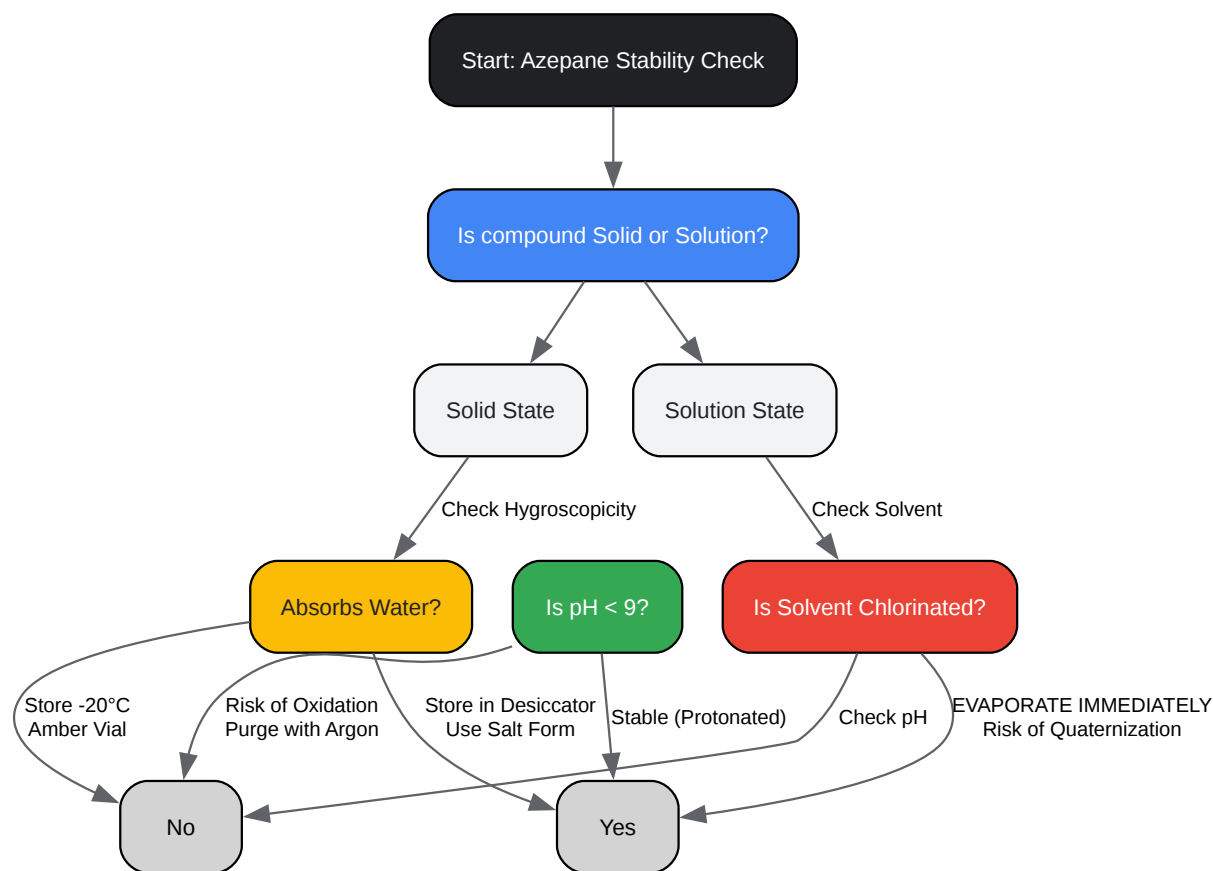 Start: Azepane Stability Check
Is compound Solid or Solution?
Solid State
Solution State
Check Hygroscopicity
Check Solvent
Absorbs Water?
Is pH < 9?
Is Solvent Chlorinated?
Store -20°C
Amber Vial
Risk of Oxidation
Purge with Argon
Store in Desiccator
Use Salt Form
Stable (Protonated)
Check pH
EVAPORATE IMMEDIATELY
Risk of Quaternization
No
Yes